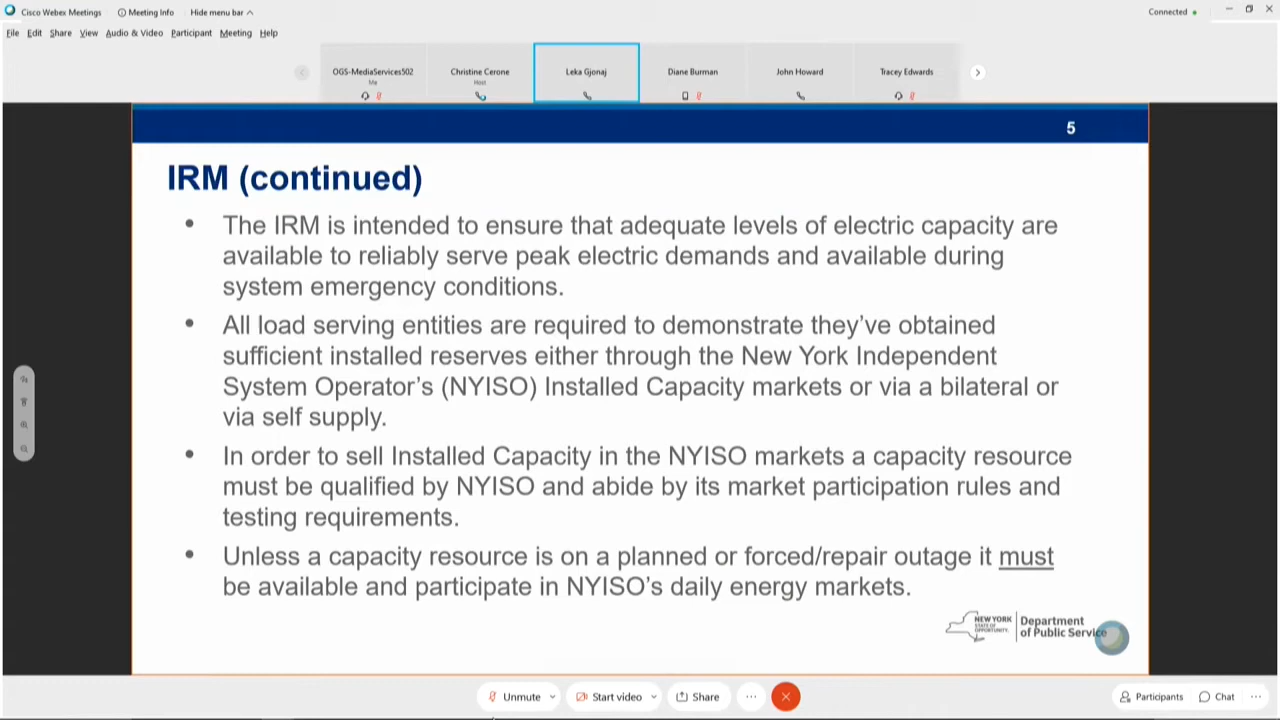 Cisco Webex Meetings Meeting Info Hide menu bar Connected
File Edit Share View Audio & Video Participant Meeting Help
OGS-MediaServices502 Christine Cerone Leka Gjonaj Diane Burman John Howard Tracey Edwards
Me Host
5
IRM (continued)
• The IRM is intended to ensure that adequate levels of electric capacity are
available to reliably serve peak electric demands and available during
system emergency conditions.
• All load serving entities are required to demonstrate they've obtained
sufficient installed reserves either through the New York Independent
System Operator's (NYISO) Installed Capacity markets or via a bilateral or
via self supply.
• In order to sell Installed Capacity in the NYISO markets a capacity resource
must be qualified by NYISO and abide by its market participation rules and
testing requirements.
• Unless a capacity resource is on a planned or forced/repair outage it must
be available and participate in NYISO's daily energy markets.
NEW YORK
STATE OF
OPPORTUNITY.
Department
of Public Service
Unmute Start video Share Participants Chat